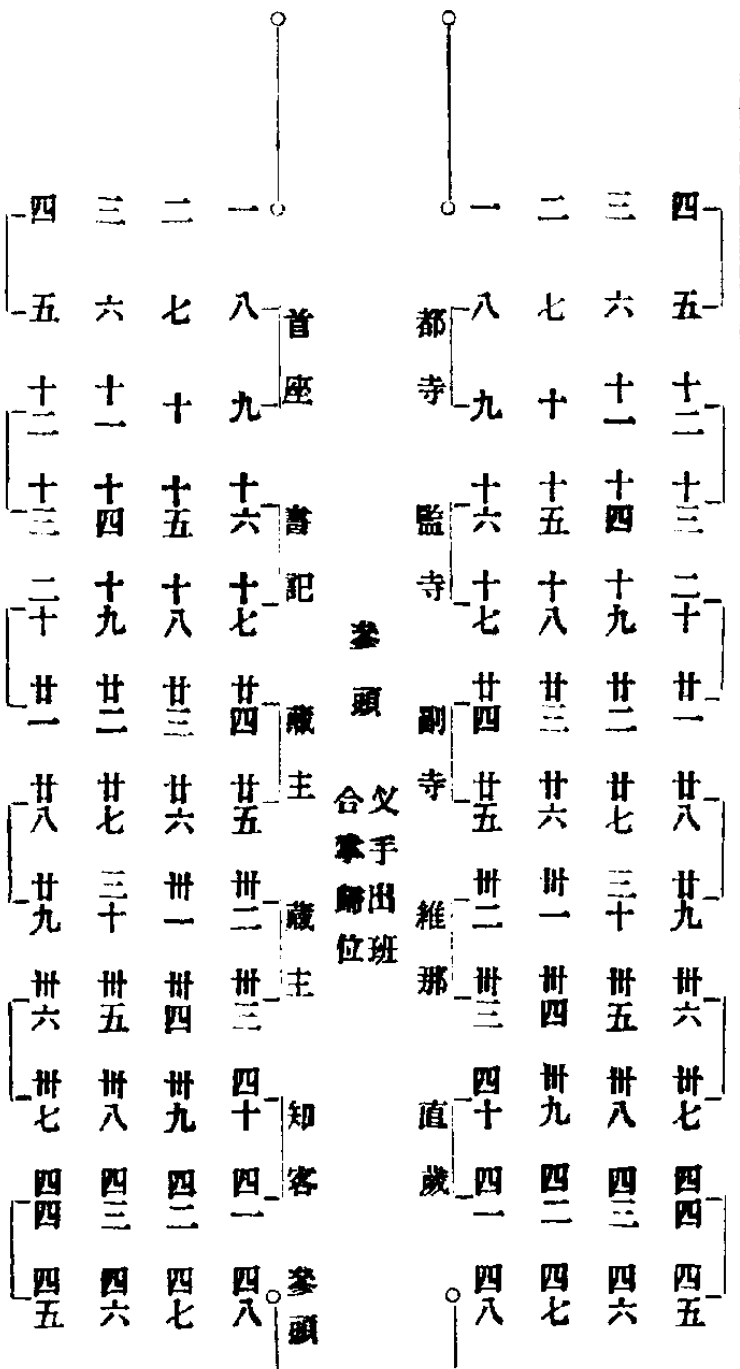 四 五 十二 十三 二十 廿一 廿八 廿九 卅六 卅七 四四 四五
三 六 十一 十四 十九 廿二 廿七 三十 卅五 卅八 四三 四六
二 七 十 十五 十八 廿三 廿六 卅一 卅四 卅九 四二 四七
一 八 九 十六 十七 廿四 廿五 卅二 卅三 四十 四一 四八
都寺 監寺 副寺 維那 直歲
參頭
叉手出班
合掌歸位
首座 書記 藏主 藏主 知客 參頭
一 八 九 十六 十七 廿四 廿五 卅二 卅三 四十 四一 四八
二 七 十 十五 十八 廿三 廿六 卅一 卅四 卅九 四二 四七
三 六 十一 十四 十九 廿二 廿七 三十 卅五 卅八 四三 四六
四 五 十二 十三 二十 廿一 廿八 廿九 卅六 卅七 四四 四五